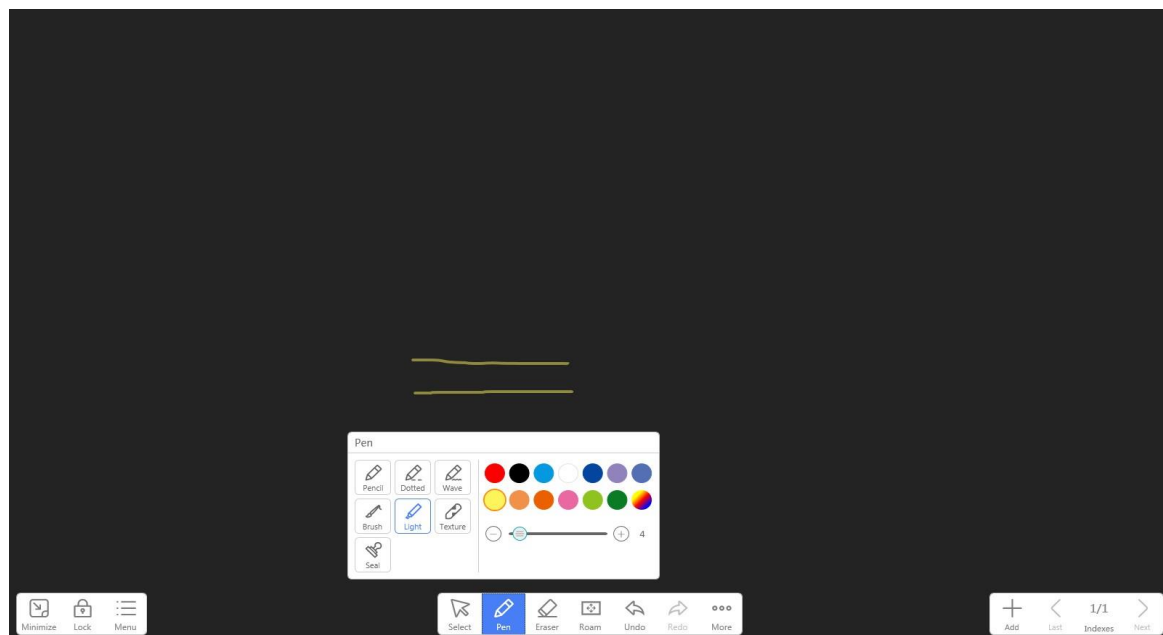 Pen
Pencil Dotted Wave
Brush Light Texture
4
Seal
1/1
Minimize Lock Menu Select Pen Eraser Roam Undo Redo More Add Last Indexes Next